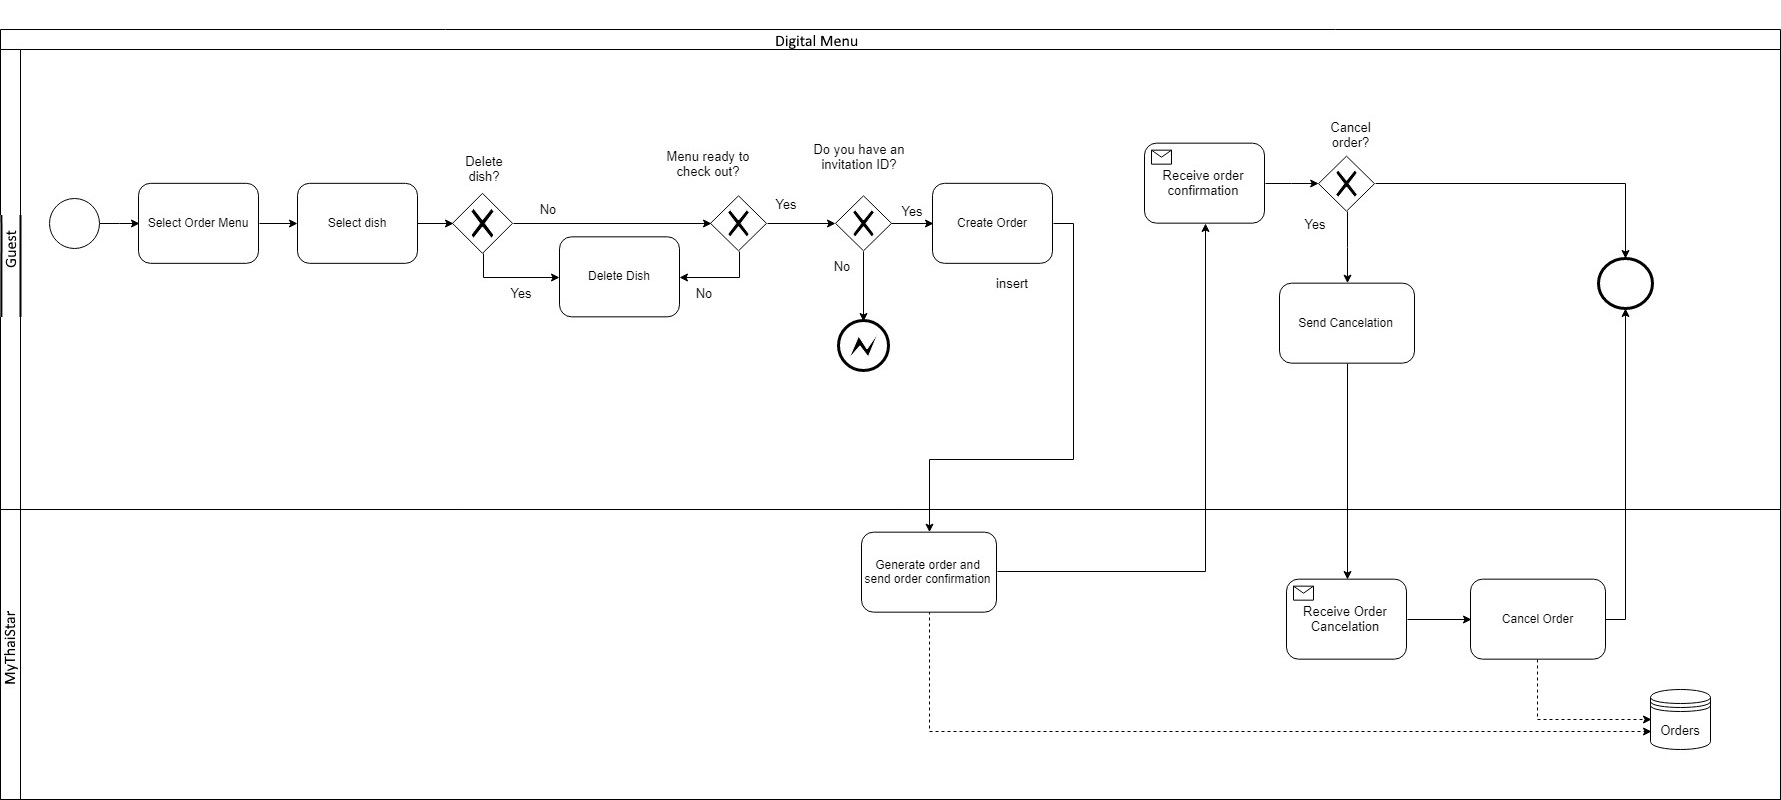 Digital Menu
Guest
Select Order Menu
Select dish
Delete
dish?
No
Yes
Delete Dish
Menu ready to
check out?
Yes
No
Do you have an
invitation ID?
Yes
No
Create Order
insert
Receive order
confirmation
Cancel
order?
Yes
Send Cancelation
MyThaiStar
Generate order and
send order confirmation
Receive Order
Cancelation
Cancel Order
Orders